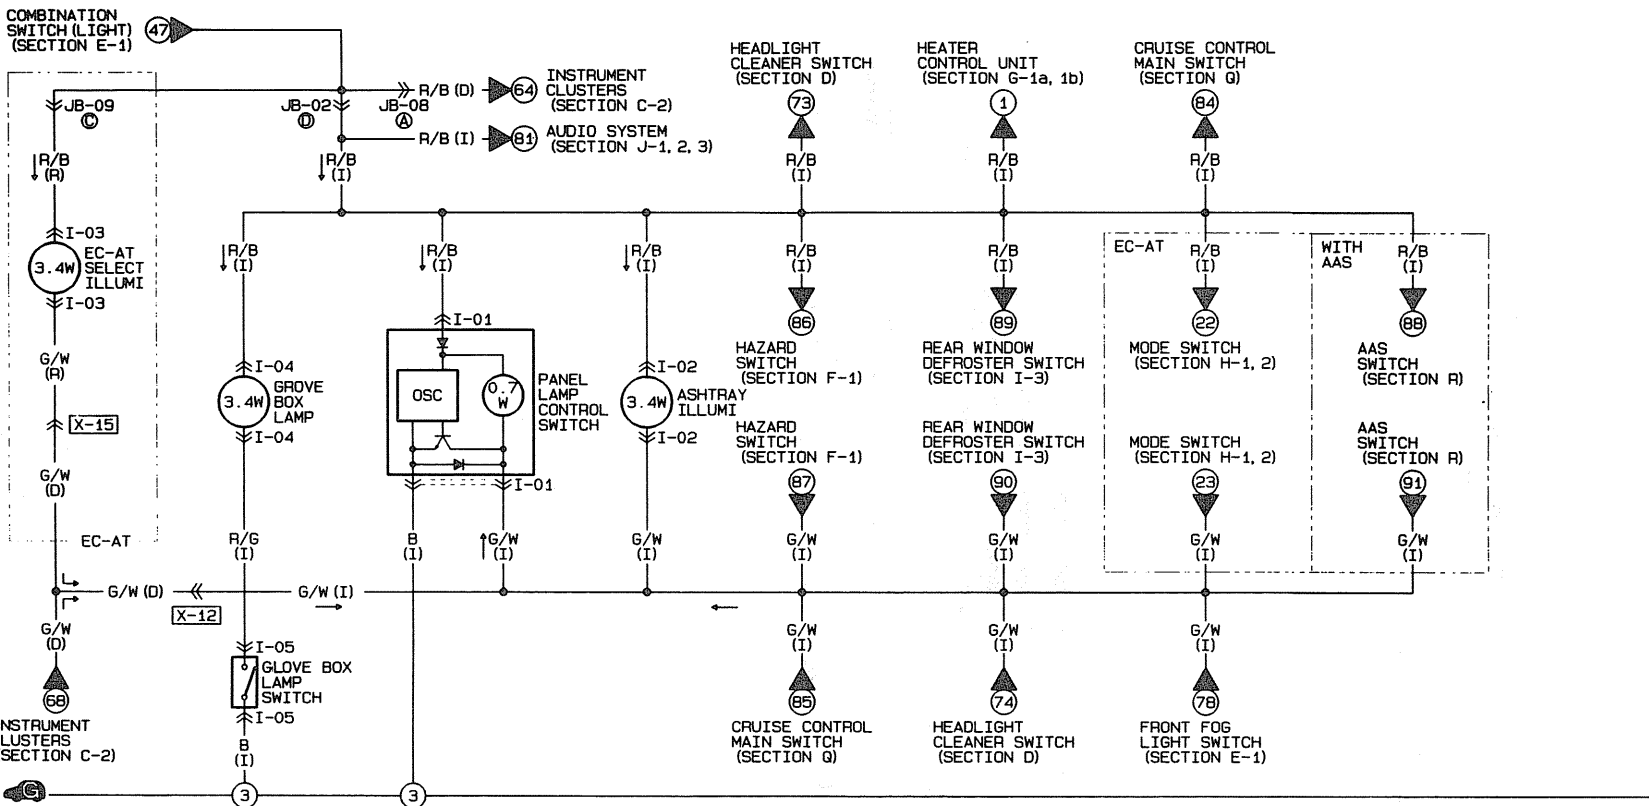 COMBINATION
SWITCH (LIGHT)
(SECTION E-1)
47
JB-09
C
JB-02
D
JB-08
A
R/B (D)
64
INSTRUMENT
CLUSTERS
(SECTION C-2)
R/B (I)
81
AUDIO SYSTEM
(SECTION J-1, 2, 3)
R/B
(R)
R/B
(I)
HEADLIGHT
CLEANER SWITCH
(SECTION D)
73
R/B
(I)
HEATER
CONTROL UNIT
(SECTION G-1a, 1b)
1
R/B
(I)
CRUISE CONTROL
MAIN SWITCH
(SECTION Q)
84
R/B
(I)
I-03
3.4W
EC-AT
SELECT
ILLUMI
I-03
G/W
(R)
X-15
G/W
(D)
EC-AT
R/B
(I)
I-04
3.4W
GROVE
BOX
LAMP
I-04
R/G
(I)
R/B
(I)
I-01
OSC
0.7
W
PANEL
LAMP
CONTROL
SWITCH
I-01
B
(I)
G/W
(I)
R/B
(I)
I-02
3.4W
ASHTRAY
ILLUMI
I-02
G/W
(I)
R/B
(I)
86
HAZARD
SWITCH
(SECTION F-1)
HAZARD
SWITCH
(SECTION F-1)
87
G/W
(I)
R/B
(I)
89
REAR WINDOW
DEFROSTER SWITCH
(SECTION I-3)
REAR WINDOW
DEFROSTER SWITCH
(SECTION I-3)
90
G/W
(I)
EC-AT
R/B
(I)
22
MODE SWITCH
(SECTION H-1, 2)
MODE SWITCH
(SECTION H-1, 2)
23
G/W
(I)
WITH
AAS
R/B
(I)
88
AAS
SWITCH
(SECTION R)
AAS
SWITCH
(SECTION R)
91
G/W
(I)
G/W (D)
X-12
G/W (I)
G/W
(D)
68
NSTRUMENT
LUSTERS
SECTION C-2)
I-05
GLOVE BOX
LAMP
SWITCH
I-05
B
(I)
G/W
(I)
85
CRUISE CONTROL
MAIN SWITCH
(SECTION Q)
G/W
(I)
74
HEADLIGHT
CLEANER SWITCH
(SECTION D)
G/W
(I)
78
FRONT FOG
LIGHT SWITCH
(SECTION E-1)
G
3
3